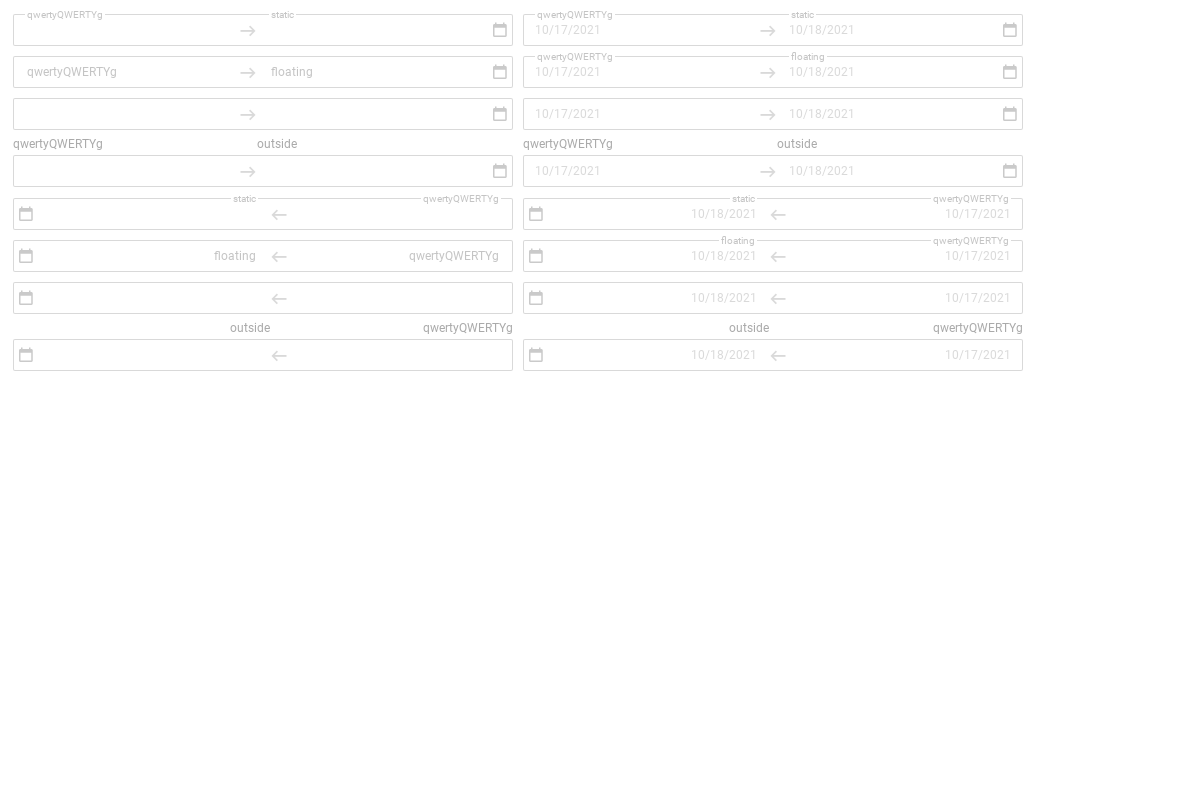 qwertyQWERTYg static qwertyQWERTYg static
10/17/2021 10/18/2021
qwertyQWERTYg floating
qwertyQWERTYg floating 10/17/2021 10/18/2021
10/17/2021 10/18/2021
qwertyQWERTYg outside qwertyQWERTYg outside
10/17/2021 10/18/2021
static qwertyQWERTYg static qwertyQWERTYg
10/18/2021 10/17/2021
floating qwertyQWERTYg
floating qwertyQWERTYg 10/18/2021 10/17/2021
10/18/2021 10/17/2021
outside qwertyQWERTYg outside qwertyQWERTYg
10/18/2021 10/17/2021